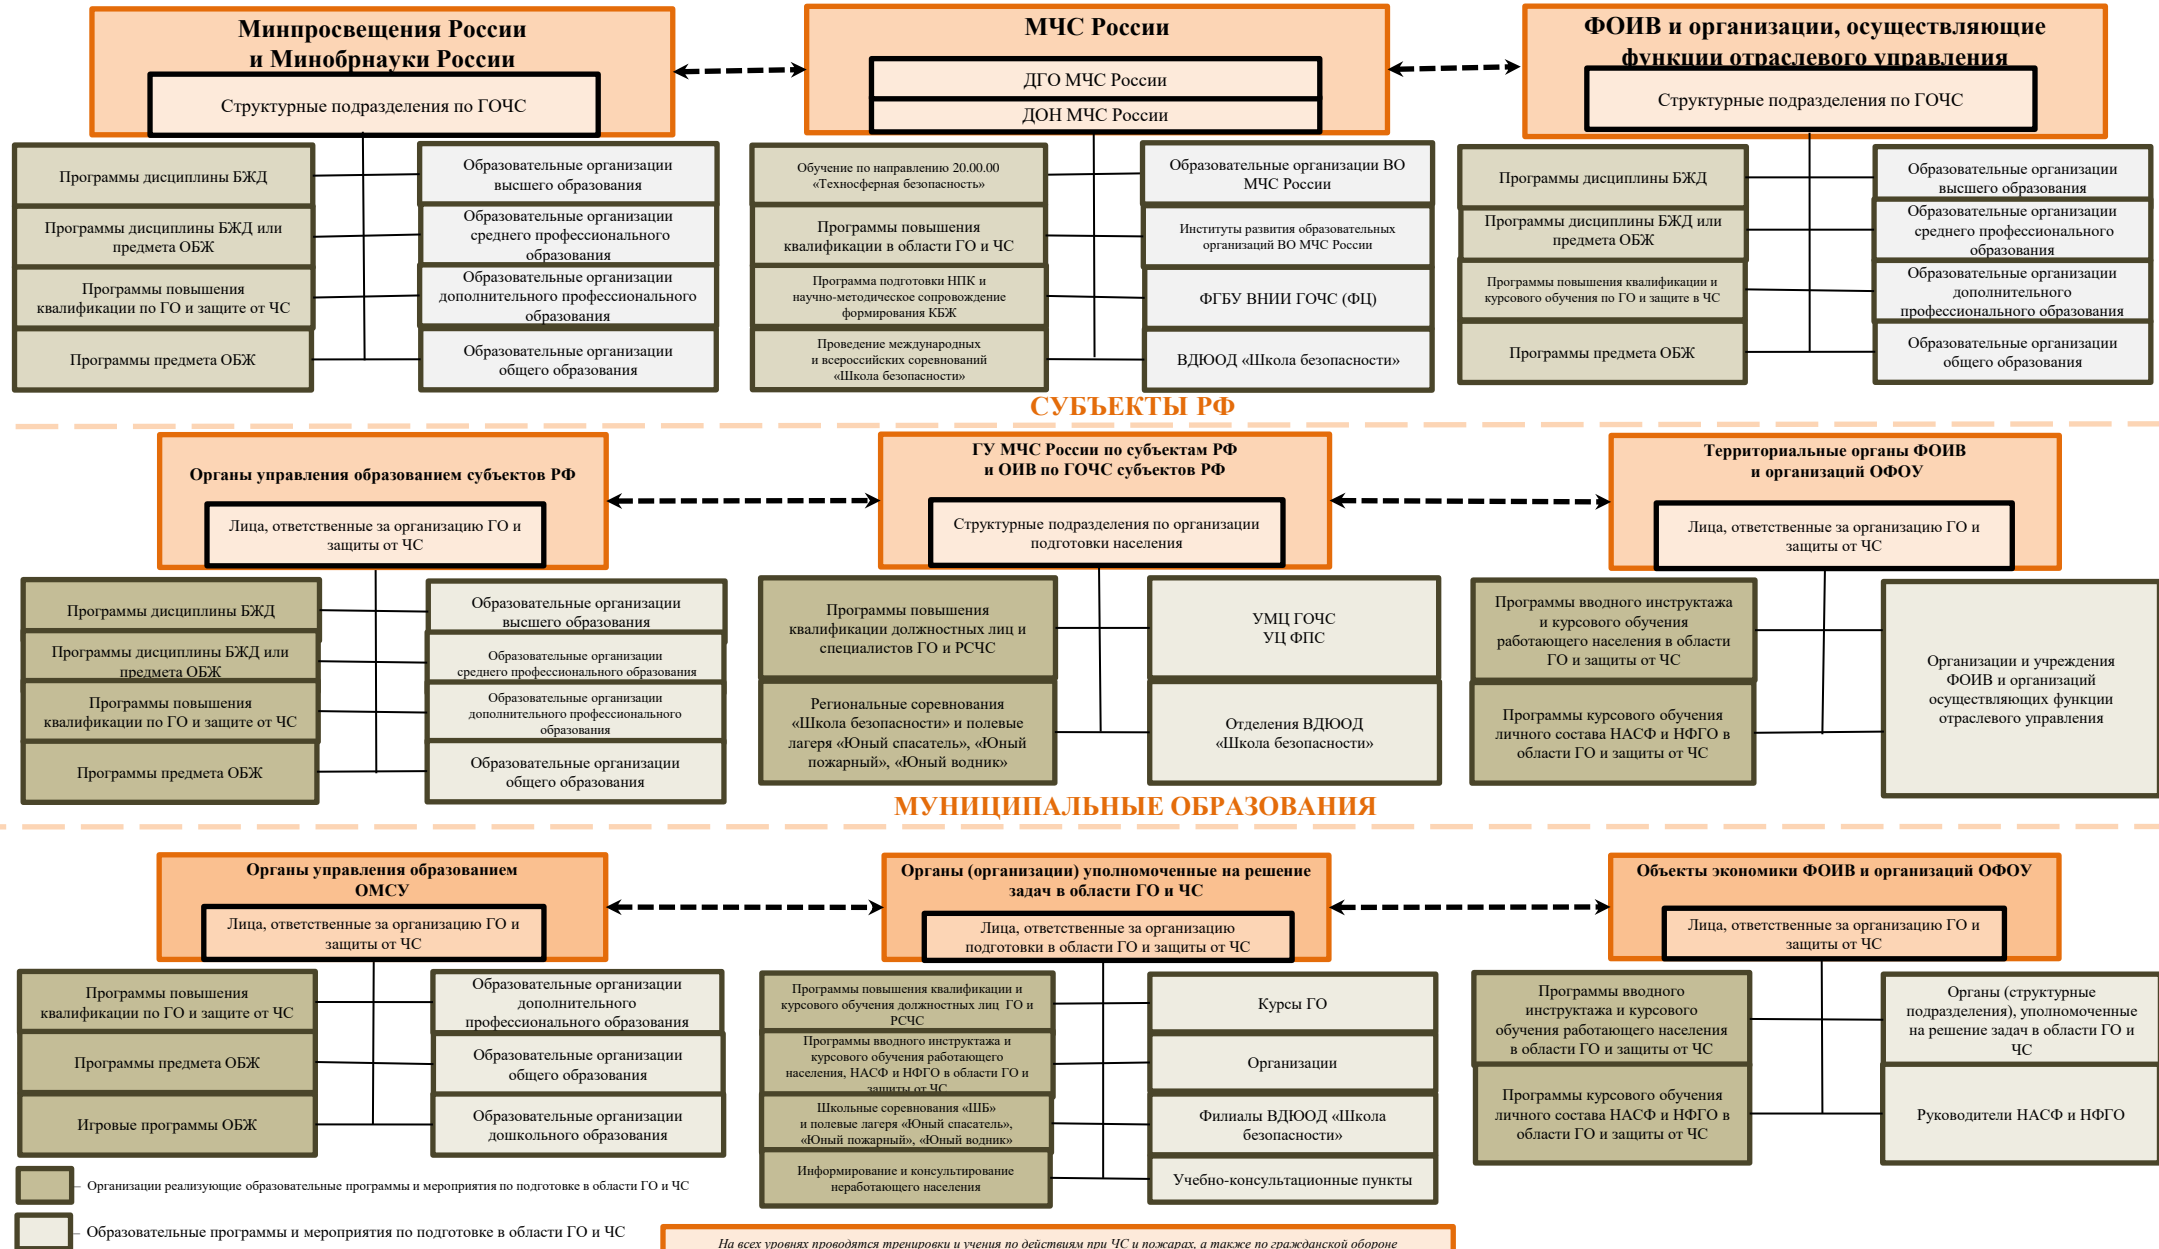 Минпросвещения России
и Минобрнауки России
Структурные подразделения по ГОЧС
МЧС России
ДГО МЧС России
ДОН МЧС России
ФОИВ и организации, осуществляющие
функции отраслевого управления
Структурные подразделения по ГОЧС
Программы дисциплины БЖД
Образовательные организации
высшего образования
Программы дисциплины БЖД или
предмета ОБЖ
Образовательные организации
среднего профессионального
образования
Программы повышения
квалификации по ГО и защите от ЧС
Образовательные организации
дополнительного профессионального
образования
Программы предмета ОБЖ
Образовательные организации
общего образования
Обучение по направлению 20.00.00
«Техносферная безопасность»
Образовательные организации ВО
МЧС России
Программы повышения
квалификации в области ГО и ЧС
Институты развития образовательных
организаций ВО МЧС России
Программа подготовки НПК и
научно-методическое сопровождение
формирования КБЖ
ФГБУ ВНИИ ГОЧС (ФЦ)
Проведение международных
и всероссийских соревнований
«Школа безопасности»
ВДЮОД «Школа безопасности»
Программы дисциплины БЖД
Образовательные организации
высшего образования
Программы дисциплины БЖД или
предмета ОБЖ
Образовательные организации
среднего профессионального
образования
Программы повышения квалификации и
курсового обучения по ГО и защите в ЧС
Образовательные организации
дополнительного
профессионального образования
Программы предмета ОБЖ
Образовательные организации
общего образования
СУБЪЕКТЫ РФ
Органы управления образованием субъектов РФ
Лица, ответственные за организацию ГО и
защиты от ЧС
ГУ МЧС России по субъектам РФ
и ОИВ по ГОЧС субъектов РФ
Структурные подразделения по организации
подготовки населения
Территориальные органы ФОИВ
и организаций ОФОУ
Лица, ответственные за организацию ГО и
защиты от ЧС
Программы дисциплины БЖД
Образовательные организации
высшего образования
Программы дисциплины БЖД или
предмета ОБЖ
Образовательные организации
среднего профессионального образования
Программы повышения
квалификации по ГО и защите от ЧС
Образовательные организации
дополнительного профессионального
образования
Программы предмета ОБЖ
Образовательные организации
общего образования
Программы повышения
квалификации должностных лиц и
специалистов ГО и РСЧС
УМЦ ГОЧС
УЦ ФПС
Региональные соревнования
«Школа безопасности» и полевые
лагеря «Юный спасатель», «Юный
пожарный», «Юный водник»
Отделения ВДЮОД
«Школа безопасности»
Программы вводного инструктажа
и курсового обучения
работающего населения в области
ГО и защиты от ЧС
Программы курсового обучения
личного состава НАСФ и НФГО в
области ГО и защиты от ЧС
Организации и учреждения
ФОИВ и организаций
осуществляющих функции
отраслевого управления
МУНИЦИПАЛЬНЫЕ ОБРАЗОВАНИЯ
Органы управления образованием
ОМСУ
Лица, ответственные за организацию ГО и
защиты от ЧС
Органы (организации) уполномоченные на решение
задач в области ГО и ЧС
Лица, ответственные за организацию
подготовки в области ГО и защиты от ЧС
Объекты экономики ФОИВ и организаций ОФОУ
Лица, ответственные за организацию ГО и
защиты от ЧС
Программы повышения
квалификации по ГО и защите от ЧС
Образовательные организации
дополнительного
профессионального образования
Программы предмета ОБЖ
Образовательные организации
общего образования
Игровые программы ОБЖ
Образовательные организации
дошкольного образования
Программы повышения квалификации и
курсового обучения должностных лиц ГО и
РСЧС
Курсы ГО
Программы вводного инструктажа и
курсового обучения работающего
населения, НАСФ и НФГО в области ГО и
защиты от ЧС
Организации
Школьные соревнования «ШБ»
и полевые лагеря «Юный спасатель»,
«Юный пожарный», «Юный водник»
Филиалы ВДЮОД «Школа
безопасности»
Информирование и консультирование
неработающего населения
Учебно-консультационные пункты
Программы вводного
инструктажа и курсового
обучения работающего населения
в области ГО и защиты от ЧС
Органы (структурные
подразделения), уполномоченные
на решение задач в области ГО и
ЧС
Программы курсового обучения
личного состава НАСФ и НФГО в
области ГО и защиты от ЧС
Руководители НАСФ и НФГО
– Организации реализующие образовательные программы и мероприятия по подготовке в области ГО и ЧС
– Образовательные программы и мероприятия по подготовке в области ГО и ЧС
На всех уровнях проводятся тренировки и учения по действиям при ЧС и пожарах, а также по гражданской обороне